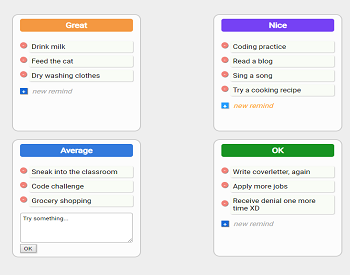 Great
Drink milk
Feed the cat
Dry washing clothes
new remind
Nice
Coding practice
Read a blog
Sing a song
Try a cooking recipe
new remind
Average
Sneak into the classroom
Code challenge
Grocery shopping
Try something...
OK
OK
Write coverletter, again
Apply more jobs
Receive denial one more
time XD
new remind